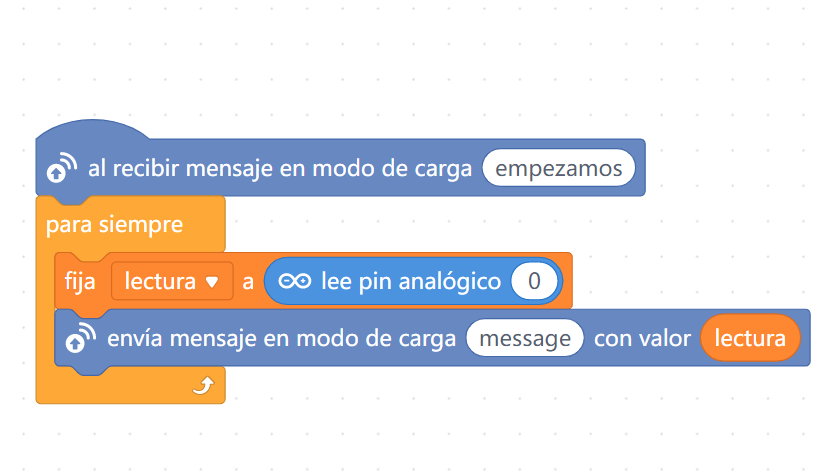 al recibir mensaje en modo de carga empezamos
para siempre
fija lectura a lee pin analógico 0
envía mensaje en modo de carga message con valor lectura